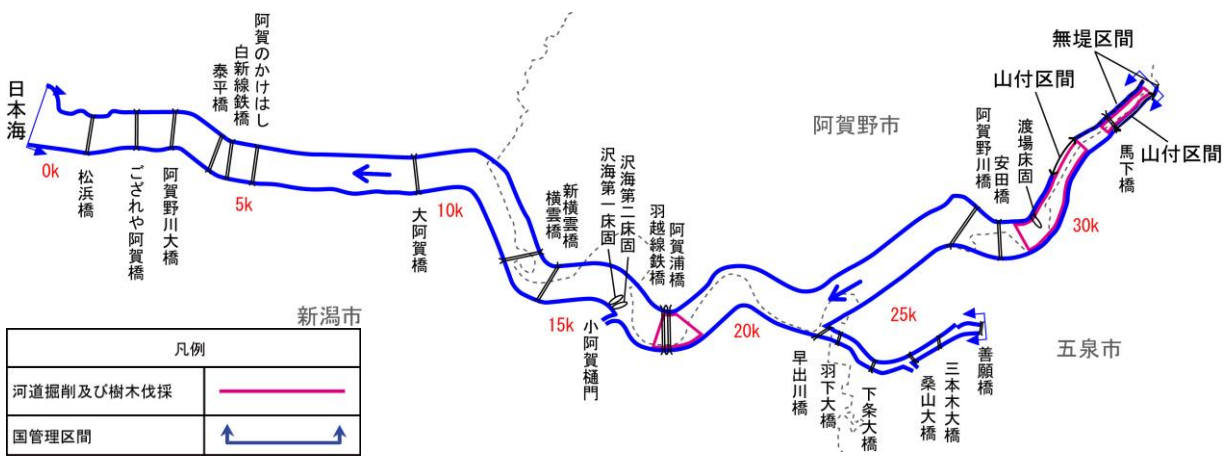 日本海
0k
松浜橋
ござれや阿賀橋
阿賀野川大橋
泰平橋
白新線鉄橋
阿賀のかけはし
5k
大阿賀橋
10k
横雲橋
新横雲橋
沢海第一床固
沢海第二床固
15k
小阿賀樋門
羽越線鉄橋
阿賀浦橋
20k
早出川橋
羽下大橋
下条大橋
桑山大橋
三本木大橋
善願橋
25k
阿賀野川橋
安田橋
渡場床固
30k
山付区間
無堤区間
馬下橋
山付区間
阿賀野市
新潟市
五泉市
凡例
河道掘削及び樹木伐採
国管理区間